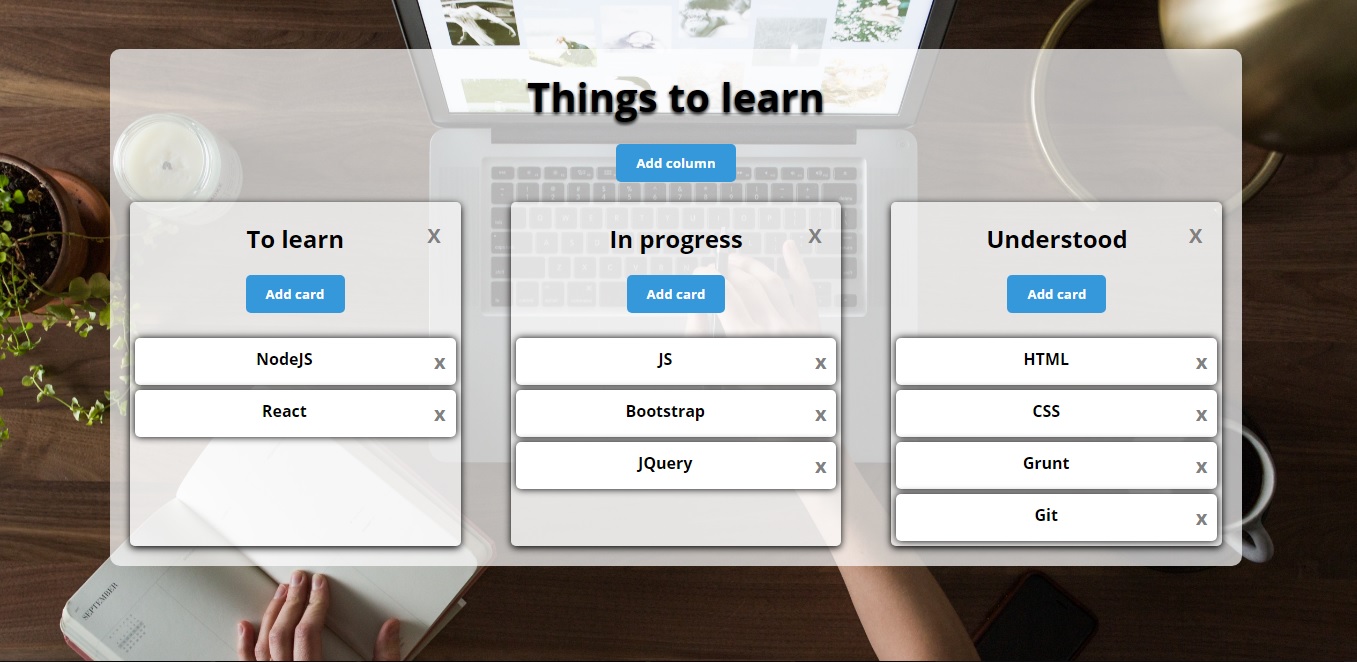 Things to learn
Add column
To learn
X
Add card
NodeJS
x
React
x
In progress
X
Add card
JS
x
Bootstrap
x
JQuery
x
Understood
X
Add card
HTML
x
CSS
x
Grunt
x
Git
x
SEPTEMBER